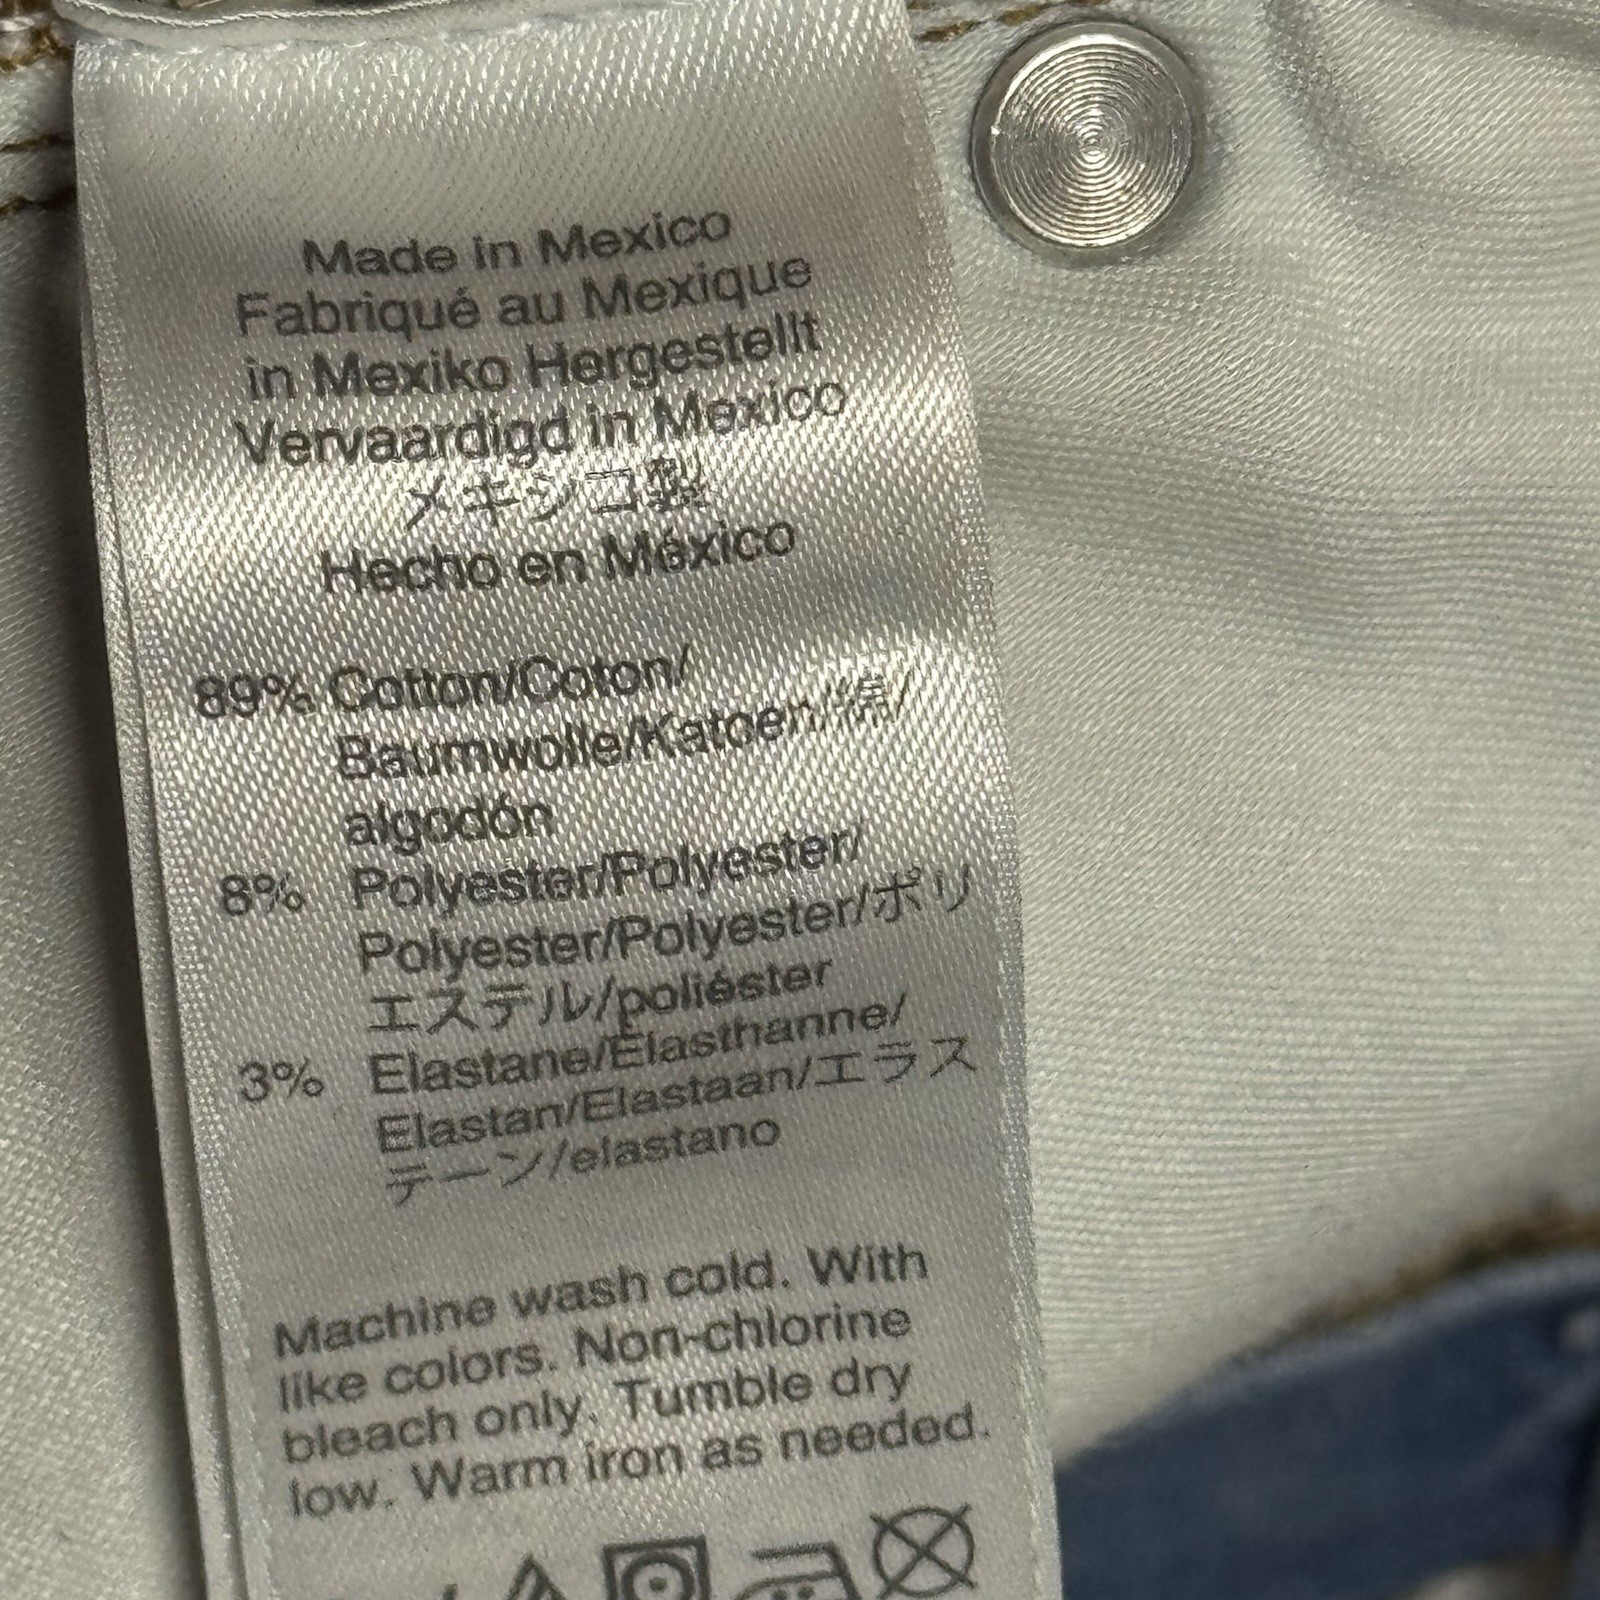 Made in Mexico
Fabriqué au Mexique
in Mexiko Hergestellt
Vervaardigd in Mexico
メキシコ製
Hecho en México
89% Cotton/Coton/
Baumwolle/Katoen/綿/
algodón
8% Polyester/Polyester/
Polyester/Polyester/ポリ
エステル/poliéster
3% Elastane/Élasthanne/
Elastan/Elastaan/エラス
テーン/elastano
Machine wash cold. With
like colors. Non-chlorine
bleach only. Tumble dry
low. Warm iron as needed.